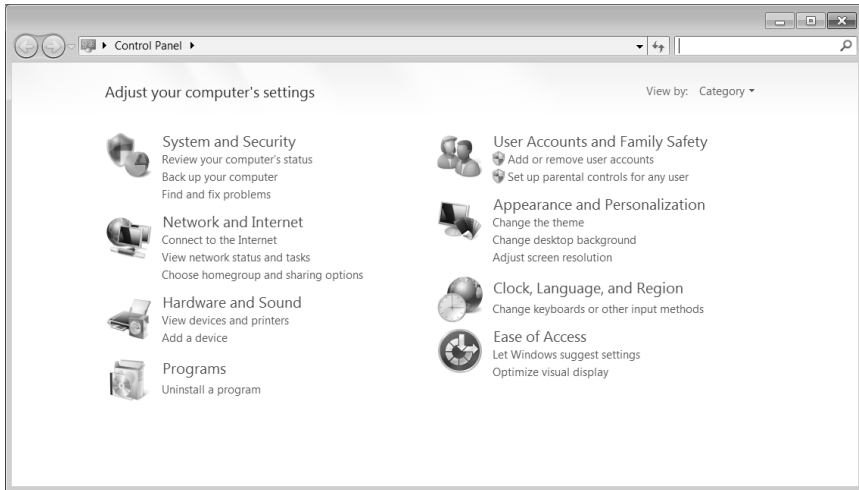 Control Panel
Adjust your computer's settings
View by: Category
System and Security
Review your computer's status
Back up your computer
Find and fix problems
Network and Internet
Connect to the Internet
View network status and tasks
Choose homegroup and sharing options
Hardware and Sound
View devices and printers
Add a device
Programs
Uninstall a program
User Accounts and Family Safety
Add or remove user accounts
Set up parental controls for any user
Appearance and Personalization
Change the theme
Change desktop background
Adjust screen resolution
Clock, Language, and Region
Change keyboards or other input methods
Ease of Access
Let Windows suggest settings
Optimize visual display